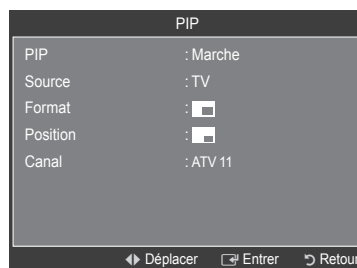 PIP
PIP : Marche
Source : TV
Format :
Position :
Canal : ATV 11
Déplacer Entrer Retour